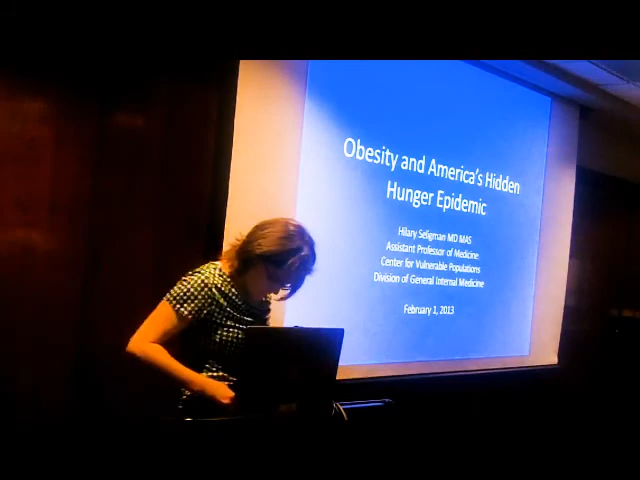 Obesity and America's Hidden
Hunger Epidemic
Hilary Seligman MD MAS
Assistant Professor of Medicine
Center for Vulnerable Populations
Division of General Internal Medicine
February 1, 2013